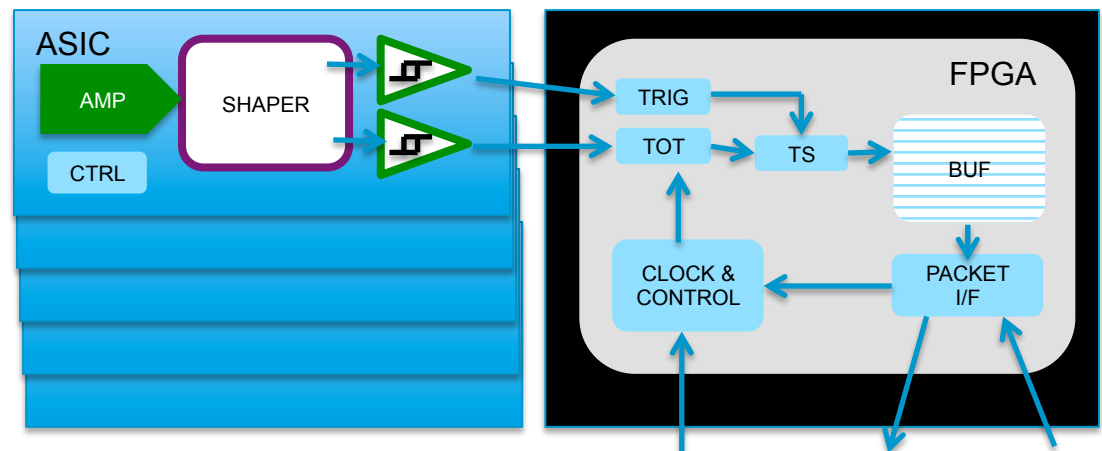 ASIC
AMP
SHAPER
CTRL
FPGA
TRIG
TOT
TS
BUF
CLOCK &
CONTROL
PACKET
I/F